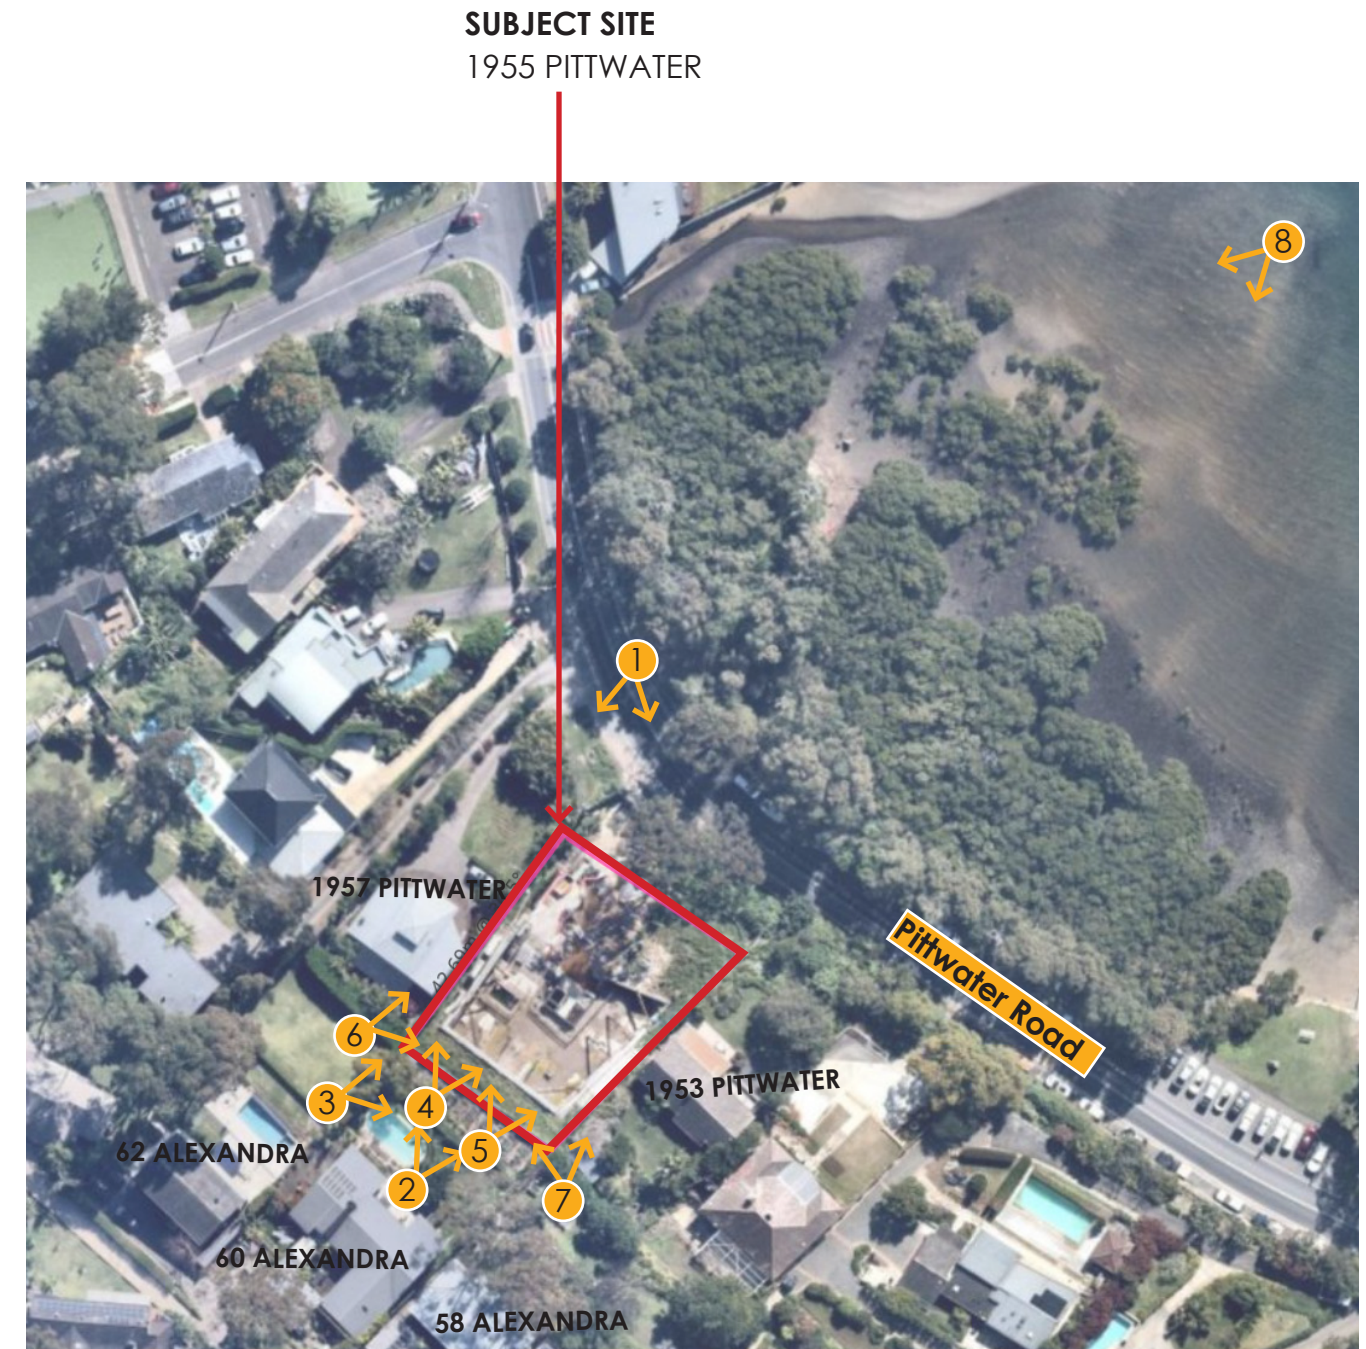 SUBJECT SITE
1955 PITTWATER
8
1
1957 PITTWATER
Pittwater Road
6
1953 PITTWATER
3
4
62 ALEXANDRA
5
2
7
60 ALEXANDRA
58 ALEXANDRA